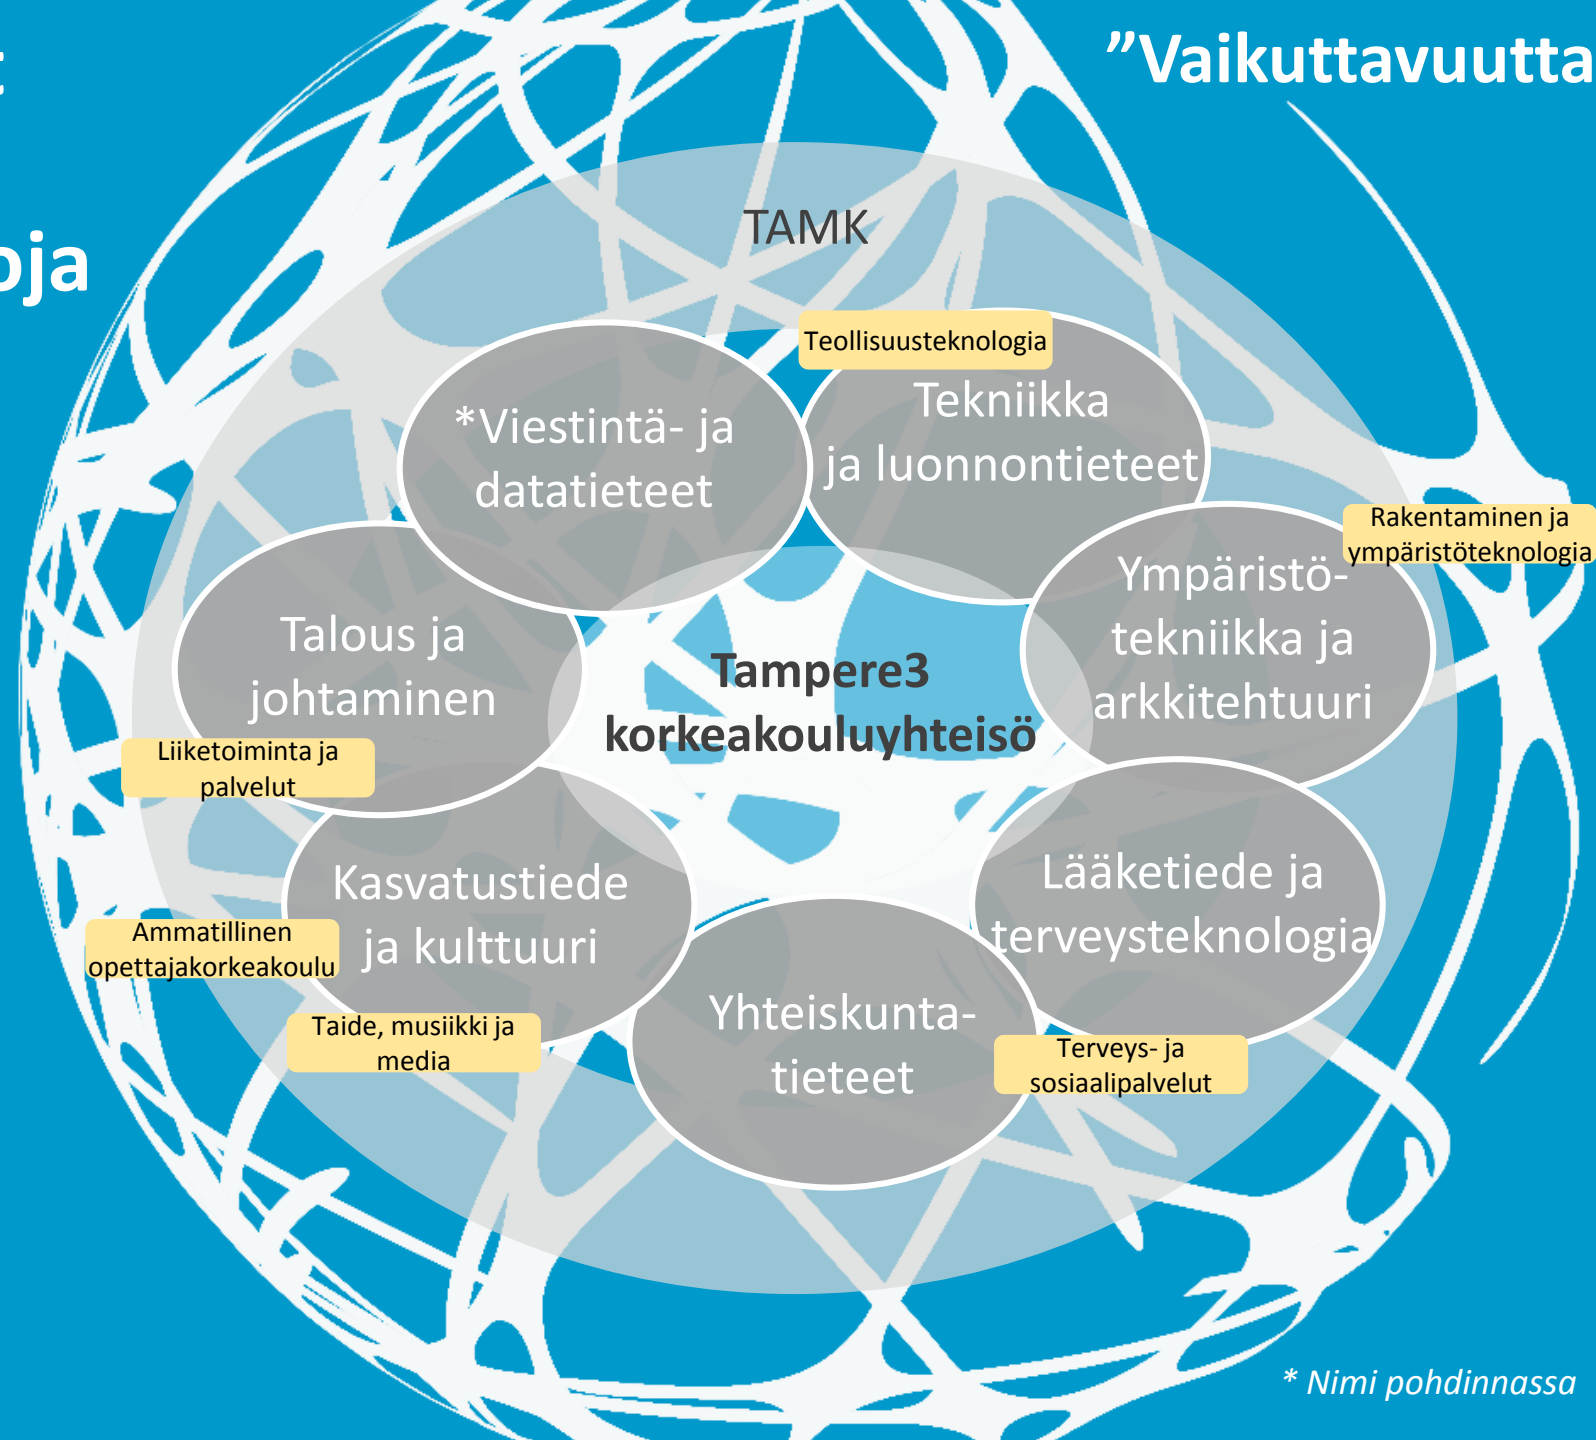 ”Vaikuttavuutta
TAMK
Teollisuusteknologia
Tekniikka
ja luonnontieteet
*Viestintä- ja
datatieteet
Rakentaminen ja
ympäristöteknologia
Ympäristö-
tekniikka ja
arkkitehtuuri
Talous ja
johtaminen
Tampere3
korkeakouluyhteisö
Liiketoiminta ja
palvelut
Lääketiede ja
terveysteknologia
Kasvatustiede
ja kulttuuri
Ammatillinen
opettajakorkeakoulu
Taide, musiikki ja
media
Yhteiskunta-
tieteet
Terveys- ja
sosiaalipalvelut
* Nimi pohdinnassa